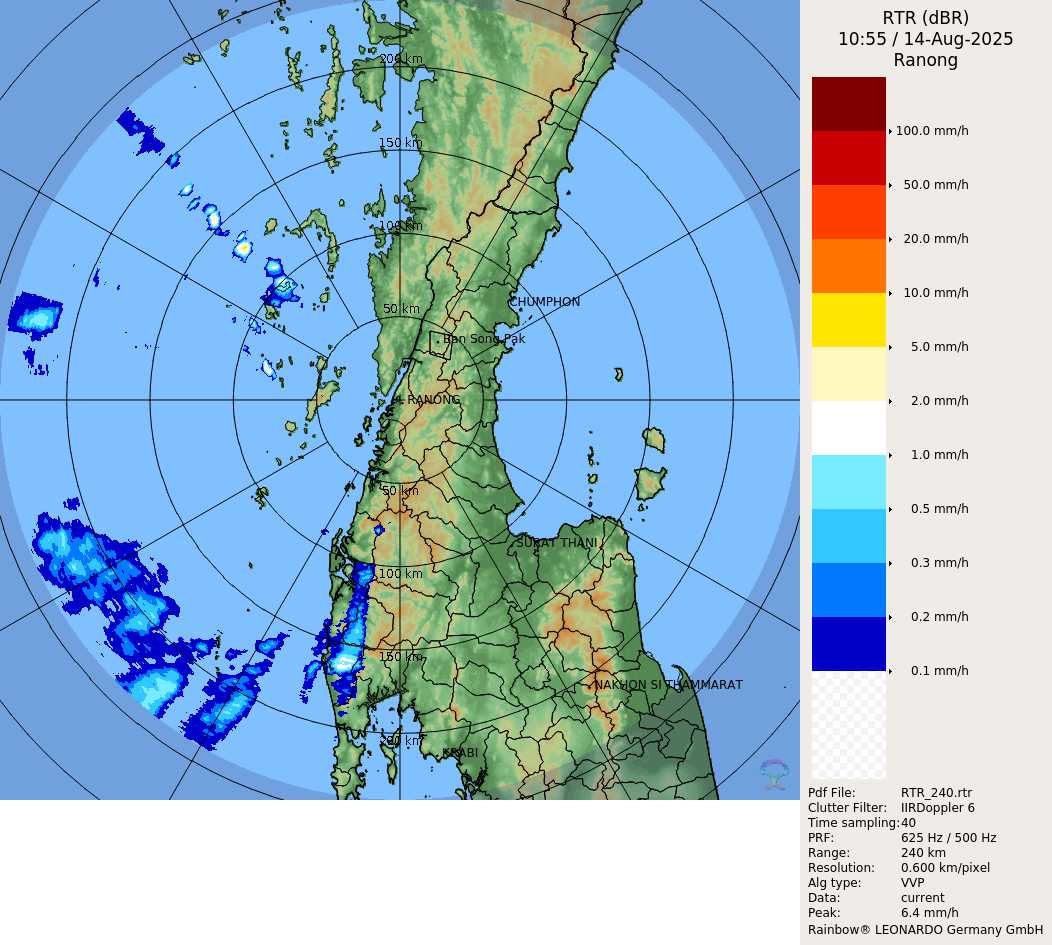 RTR (dBR)
10:55 / 14-Aug-2025
Ranong
200 km
150 km
100 km
50 km
CHUMPHON
Ban Song Pak
RANONG
50 km
SURAT THANI
100 km
150 km
NAKHON SI THAMMARAT
200 km
KRABI
100.0 mm/h
50.0 mm/h
20.0 mm/h
10.0 mm/h
5.0 mm/h
2.0 mm/h
1.0 mm/h
0.5 mm/h
0.3 mm/h
0.2 mm/h
0.1 mm/h
Pdf File: RTR_240.rtr
Clutter Filter: IIRDoppler 6
Time sampling: 40
PRF: 625 Hz / 500 Hz
Range: 240 km
Resolution: 0.600 km/pixel
Alg type: VVP
Data: current
Peak: 6.4 mm/h
Rainbow® LEONARDO Germany GmbH